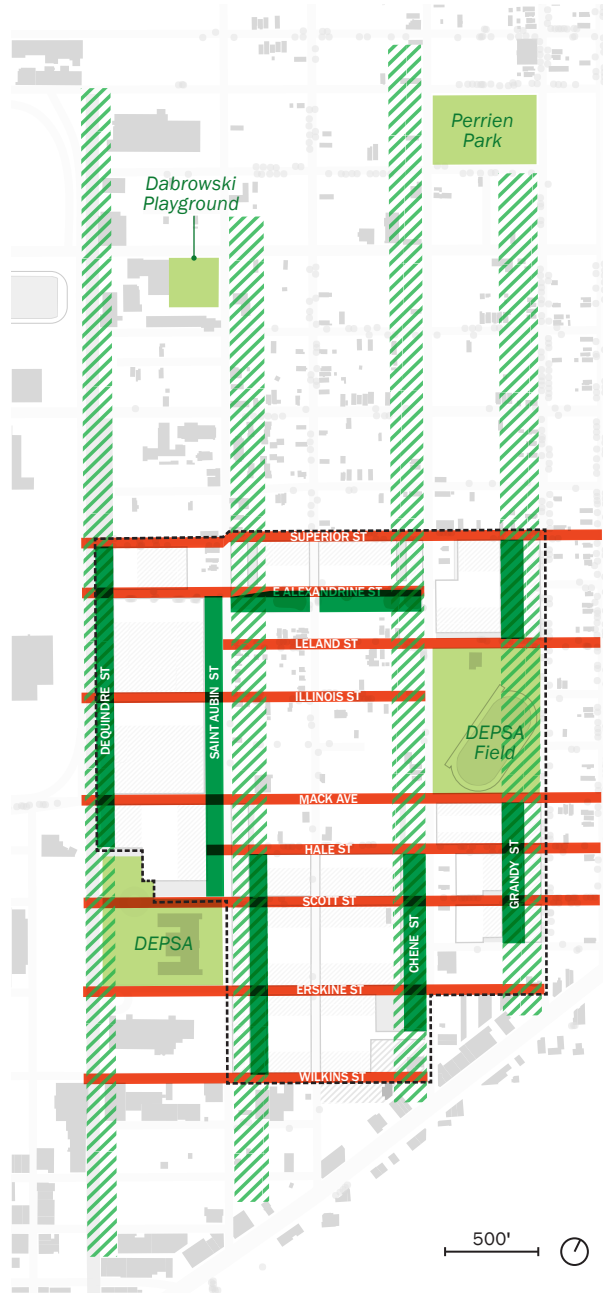 Perrien
Park
Dabrowski
Playground
SUPERIOR ST
E ALEXANDRINE ST
LELAND ST
DEQUINDRE ST
SAINT AUBIN ST
ILLINOIS ST
DEPSA
Field
MACK AVE
HALE ST
GRANDY ST
SCOTT ST
CHENE ST
DEPSA
ERSKINE ST
WILKINS ST
500'